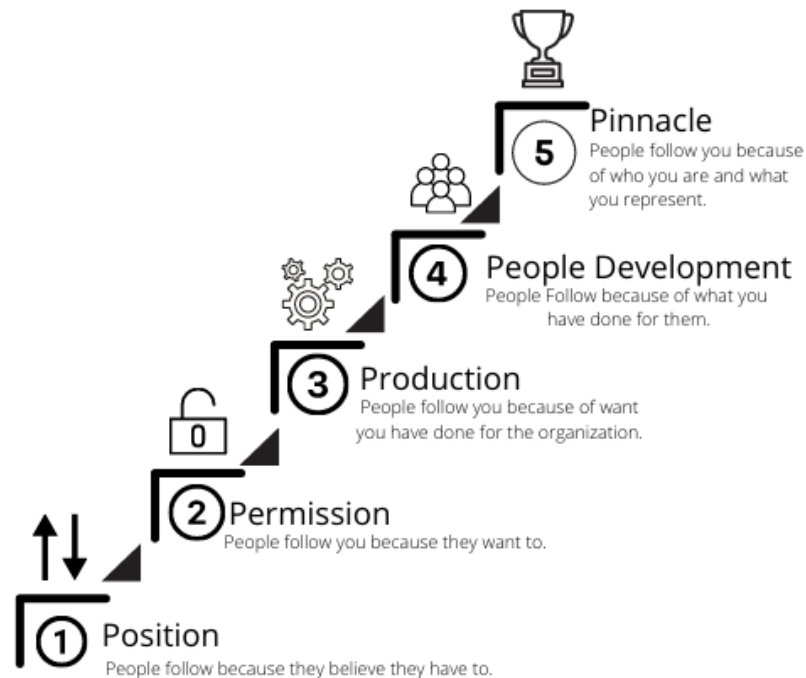 5
Pinnacle
People follow you because
of who you are and what
you represent.
4
People Development
People Follow because of what you
have done for them.
3
Production
People follow you because of want
you have done for the organization.
0
2
Permission
People follow you because they want to.
1
Position
People follow because they believe they have to.